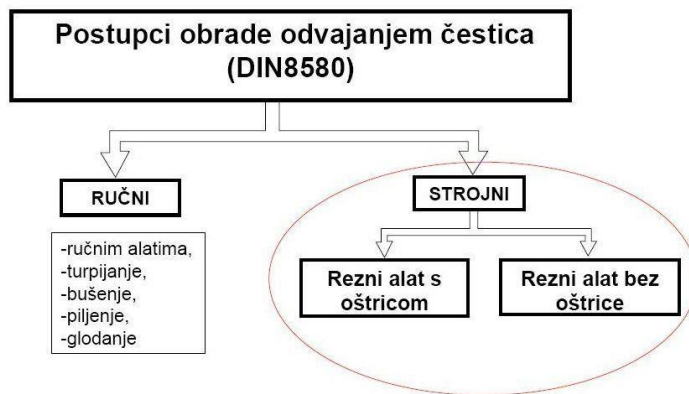 Postupci obrade odvajanjem čestica
(DIN8580)
RUČNI
-ručnim alatima,
-turpijanje,
-bušenje,
-piljenje,
-glodanje
STROJNI
Rezni alat s
oštricom
Rezni alat bez
oštrice